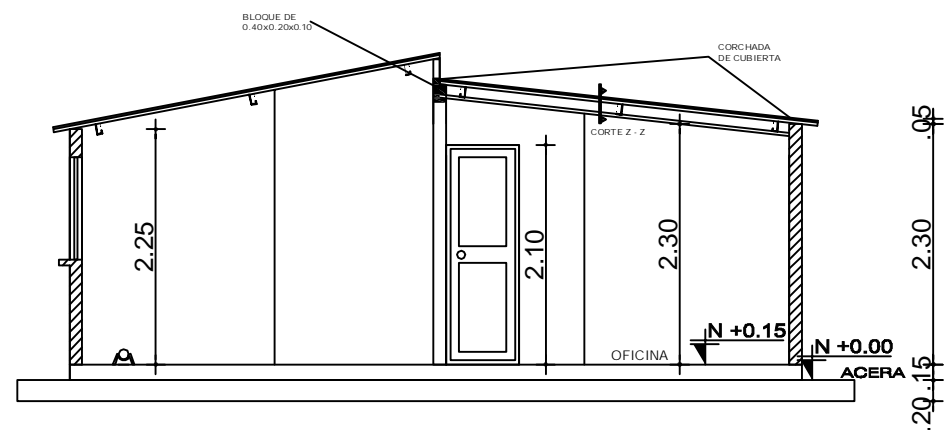 BLOQUE DE
0.40x0.20x0.10
CORCHADA
DE CUBIERTA
CORTE Z - Z
2.25
2.10
2.30
.05
2.30
.15
.20
N +0.15
OFICINA
N +0.00
ACERA